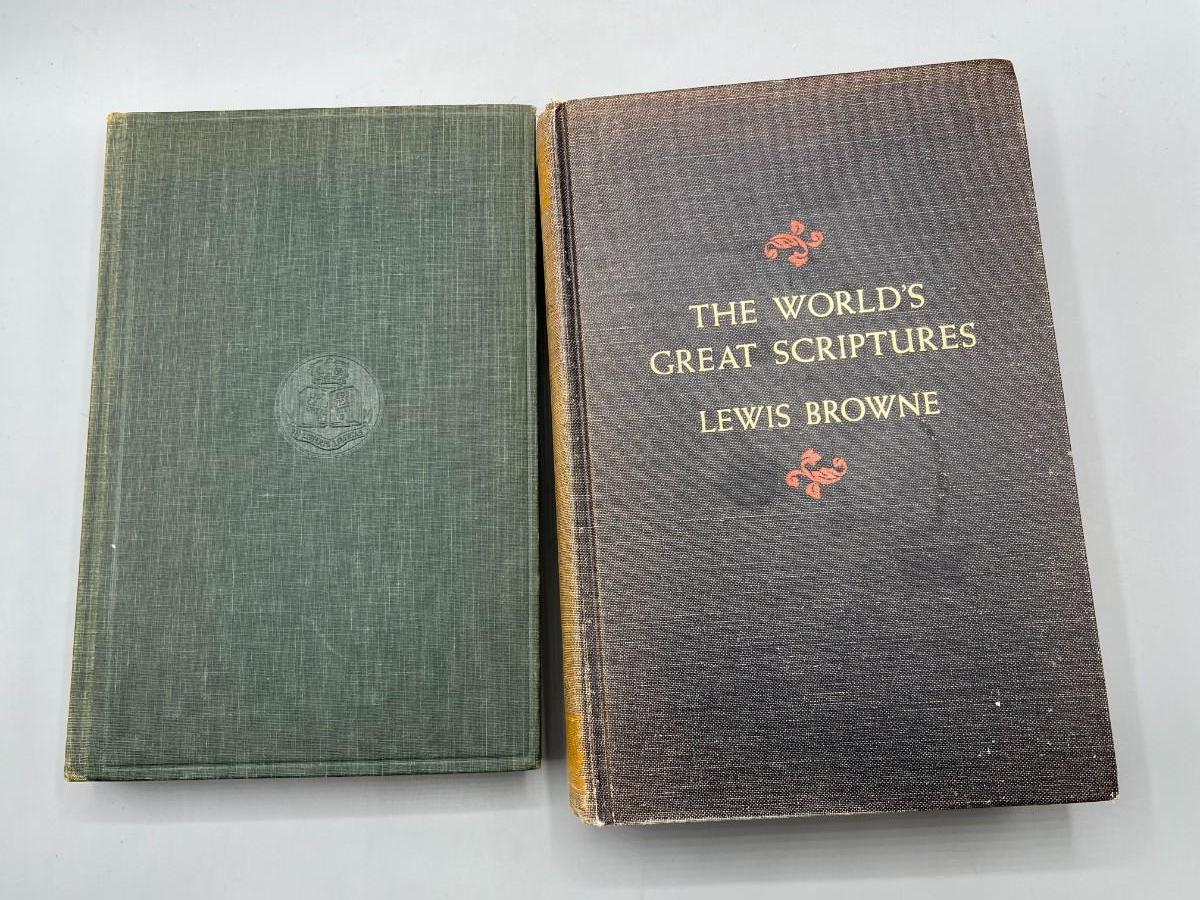 THE WORLD'S
GREAT SCRIPTURES
LEWIS BROWNE